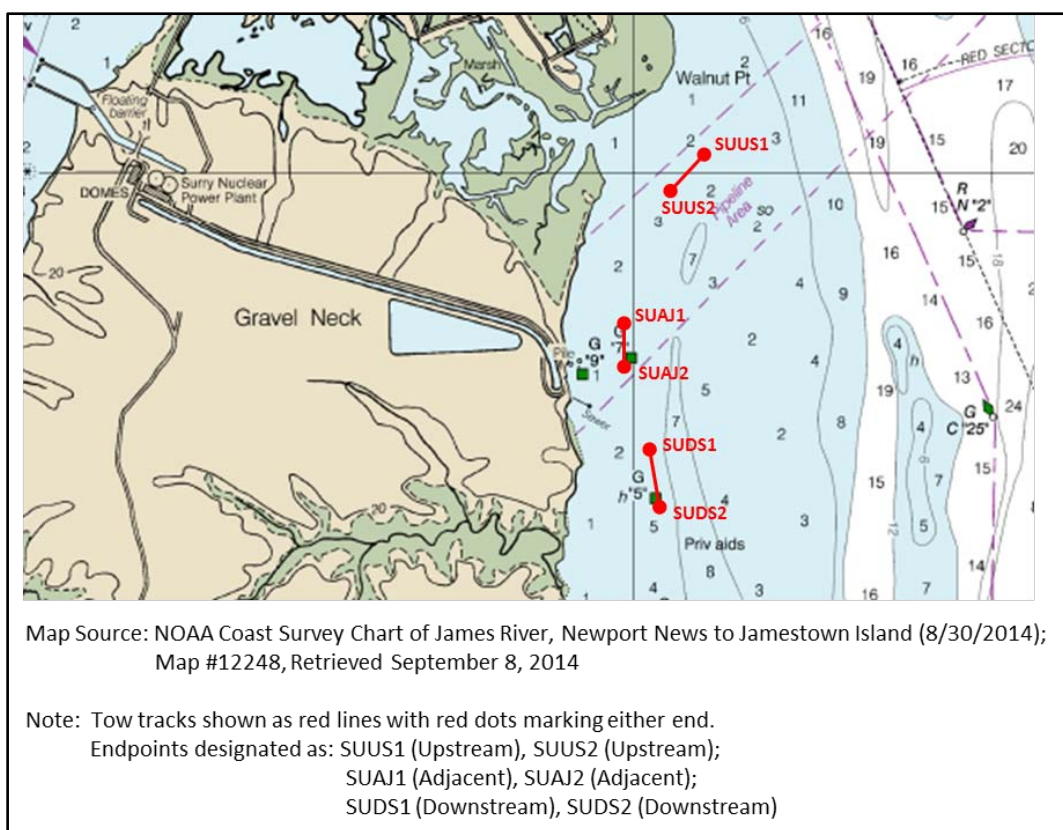 Walnut Pt
Marsh
RED SECTOR
Floating
barrier
DOMES
Surry Nuclear
Power Plant
SUUS1
SUUS2
Pipeline
Area
SO
R
N "2"
Gravel Neck
SUAJ1
G
"7"
Pile
G
"9"
SUAJ2
Sewer
h
G
C "25"
SUDS1
G
h "5"
SUDS2
Priv aids
Map Source: NOAA Coast Survey Chart of James River, Newport News to Jamestown Island (8/30/2014);
Map #12248, Retrieved September 8, 2014
Note: Tow tracks shown as red lines with red dots marking either end.
Endpoints designated as: SUUS1 (Upstream), SUUS2 (Upstream);
SUAJ1 (Adjacent), SUAJ2 (Adjacent);
SUDS1 (Downstream), SUDS2 (Downstream)